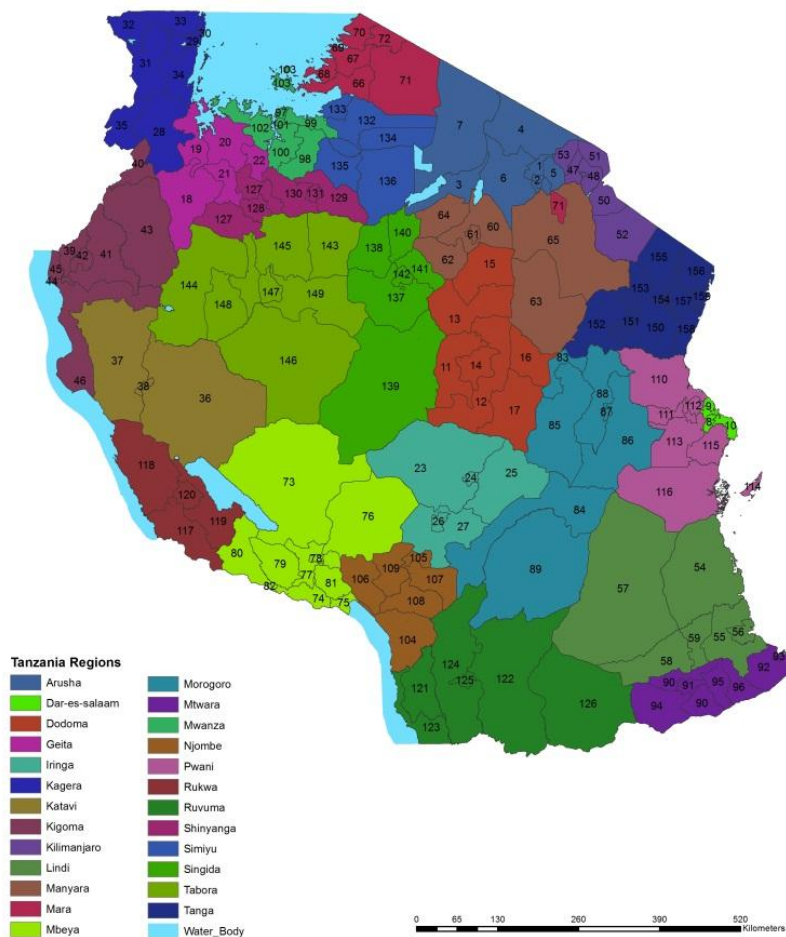 32 33 30
29
31 34
35 28
40
70 72
69 67
68 66 71
103
103
133 132
134
135 136
97
102 101 99
100 98
19 20
22
21
18
127 130 131 129
128
127
7 4
1
3 6 2 5
53 51
47 48
50
52
71
64 60
61
62
65
63
43
39 42 41
45
44
46
145 143
144 147
148 149
146
140
138
142 141
137
139
15
13
11 14 16
12 17
155 156
153 154 157 159
152 151 150 158
37
38
36
83
88
85 87
86
110
111 112 9
8 10
113 115
116 114
118
120
119
117
73
76
80 79 78
77
82 81
74 75
23 24 25
26 27
84
89
105
109
106 107
108
104
57 54
59 55 56
58
124
121 125 122
123
126
93
92
90 91 95
96
94 90
Tanzania Regions
Arusha
Dar-es-salaam
Dodoma
Geita
Iringa
Kagera
Katavi
Kigoma
Kilimanjaro
Lindi
Manyara
Mara
Mbeya
Morogoro
Mtwara
Mwanza
Njombe
Pwani
Rukwa
Ruvuma
Shinyanga
Simiyu
Singida
Tabora
Tanga
Water_Body
0 65 130 260 390 520
Kilometers